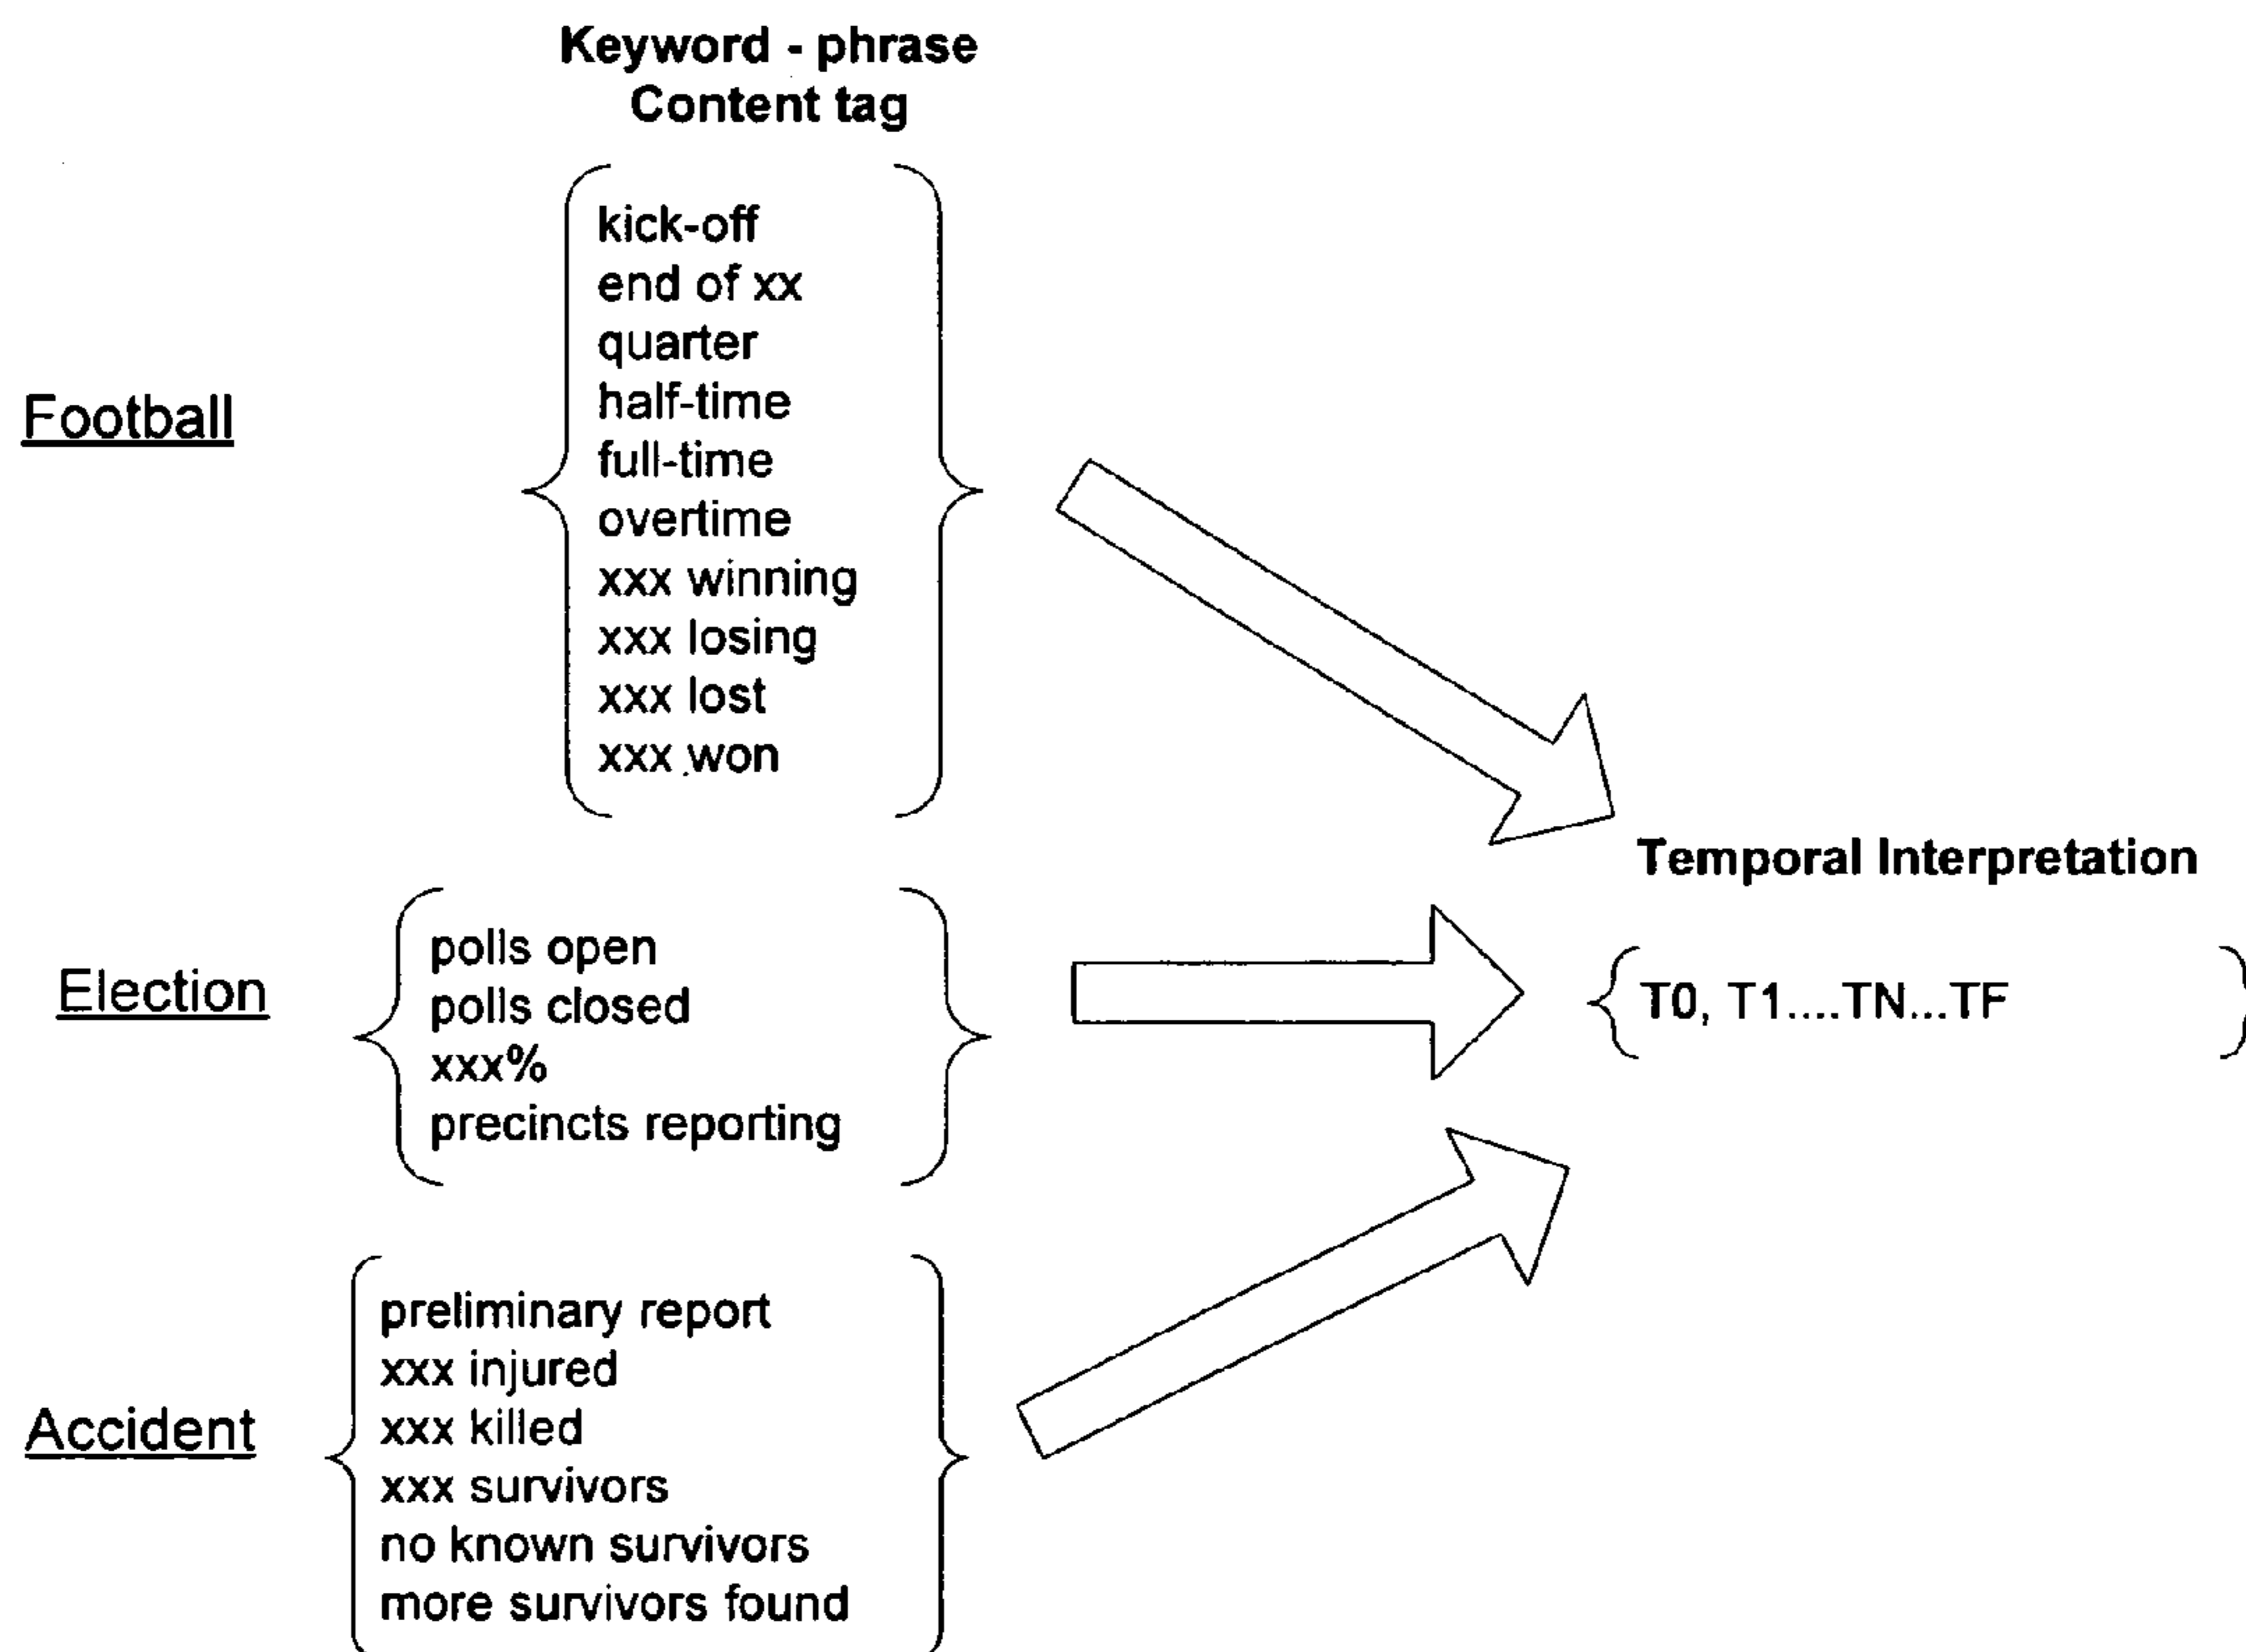 Keyword - phrase
Content tag
Football
kick-off
end of xx
quarter
half-time
full-time
overtime
xxx winning
xxx losing
xxx lost
xxx won
Temporal Interpretation
T0, T1....TN...TF
Election
polls open
polls closed
xxx%
precincts reporting
Accident
preliminary report
xxx injured
xxx killed
xxx survivors
no known survivors
more survivors found